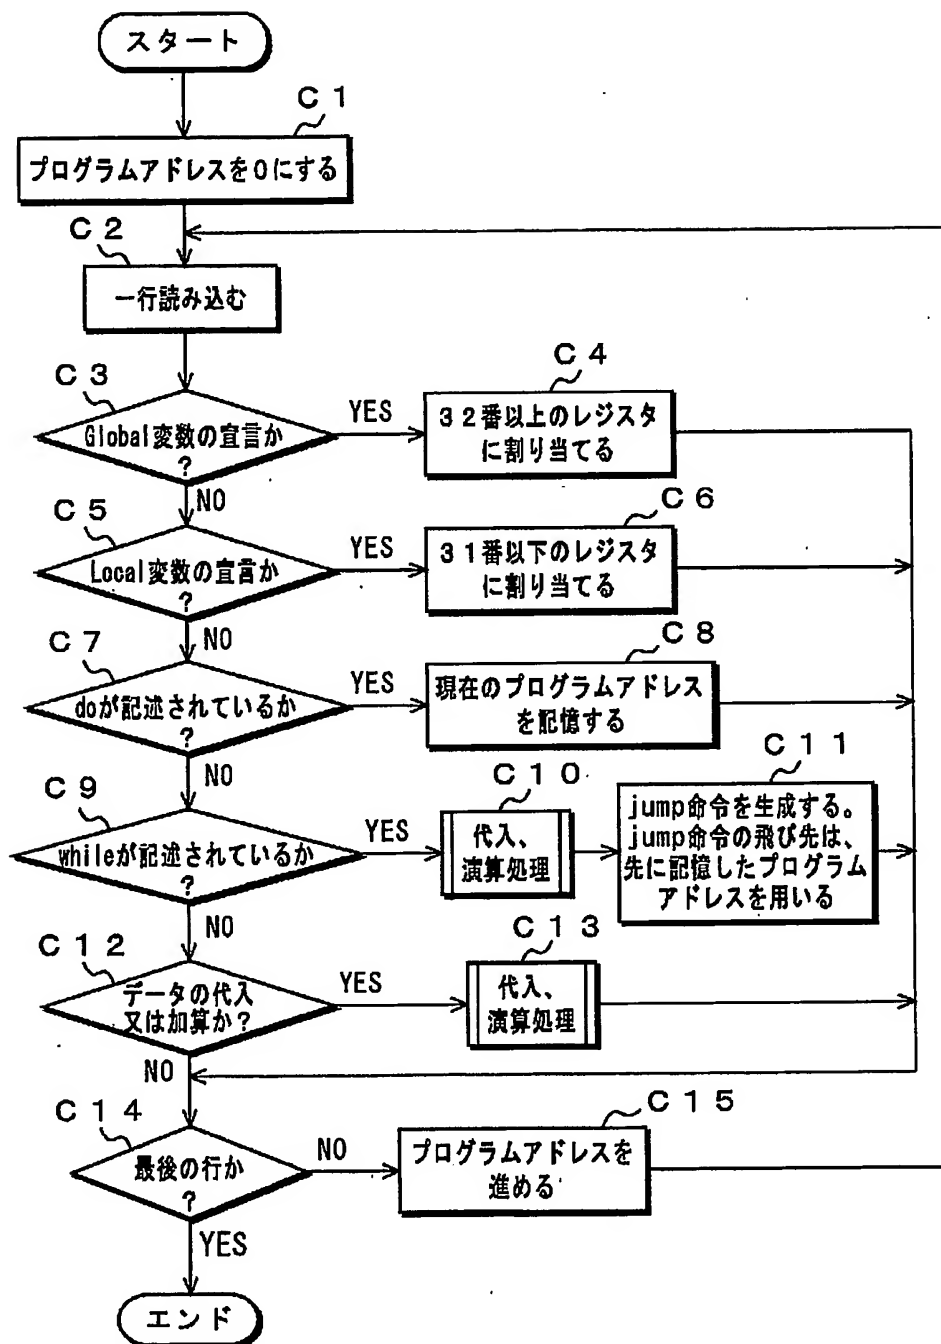 スタート
C1
プログラムアドレスを0にする
C2
一行読み込む
C3
Global変数の宣言か
?
YES
C4
32番以上のレジスタ
に割り当てる
NO
C5
Local変数の宣言か
?
YES
C6
31番以下のレジスタ
に割り当てる
NO
C7
doが記述されているか
?
YES
C8
現在のプログラムアドレス
を記憶する
NO
C9
whileが記述されているか
?
YES
C10
代入、
演算処理
C11
jump命令を生成する。
jump命令の飛び先は、
先に記憶したプログラム
アドレスを用いる
NO
C12
データの代入
又は加算か?
YES
C13
代入、
演算処理
NO
C14
最後の行か
?
NO
C15
プログラムアドレスを
進める
YES
エンド